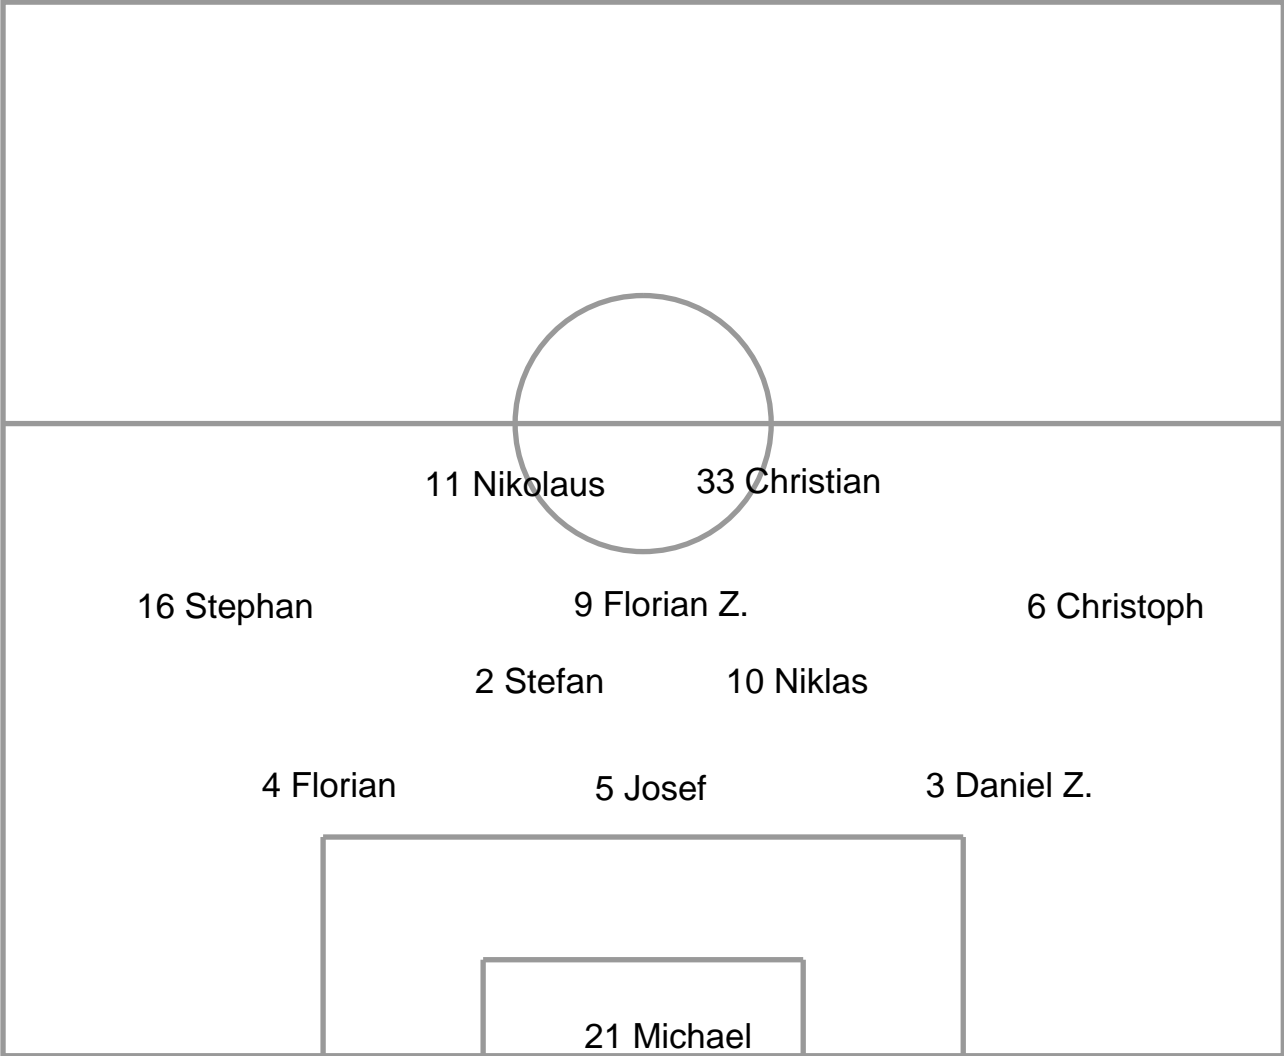 11 Nikolaus
33 Christian
16 Stephan
9 Florian Z.
6 Christoph
2 Stefan
10 Niklas
4 Florian
5 Josef
3 Daniel Z.
21 Michael